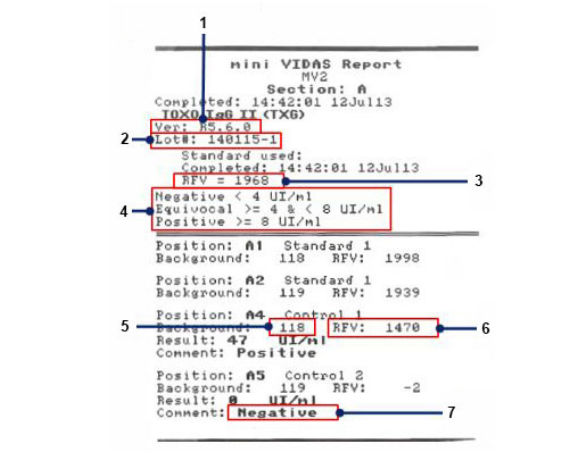 1
mini VIDAS Report
MV2
Section: A
Completed: 14:42:01 12Jul13
TOXO IgG II (TXG)
Ver: R5.6.0
2 Lot#: 140115-1
Standard used:
Completed: 14:42:01 12Jul13
RFV = 1968 3
Negative < 4 UI/ml
4 Equivocal >= 4 & < 8 UI/ml
Positive >= 8 UI/ml
Position: A1 Standard 1
Background: 118 RFV: 1998
Position: A2 Standard 1
Background: 119 RFV: 1939
Position: A4 Control 1
5 Background: 118 RFV: 1470 6
Result: 47 UI/ml
Comment: Positive
Position: A5 Control 2
Background: 119 RFV: -2
Result: 0 UI/ml
Comment: Negative 7